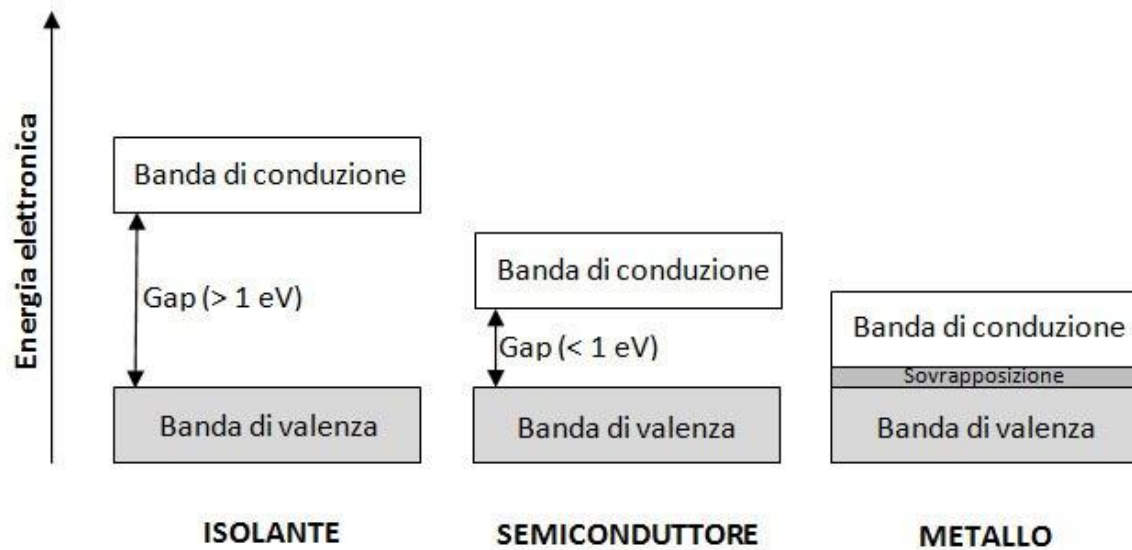 Energia elettronica
Banda di conduzione
Gap (> 1 eV)
Banda di valenza
ISOLANTE
Banda di conduzione
Gap (< 1 eV)
Banda di valenza
SEMICONDUTTORE
Banda di conduzione
Sovrapposizione
Banda di valenza
METALLO